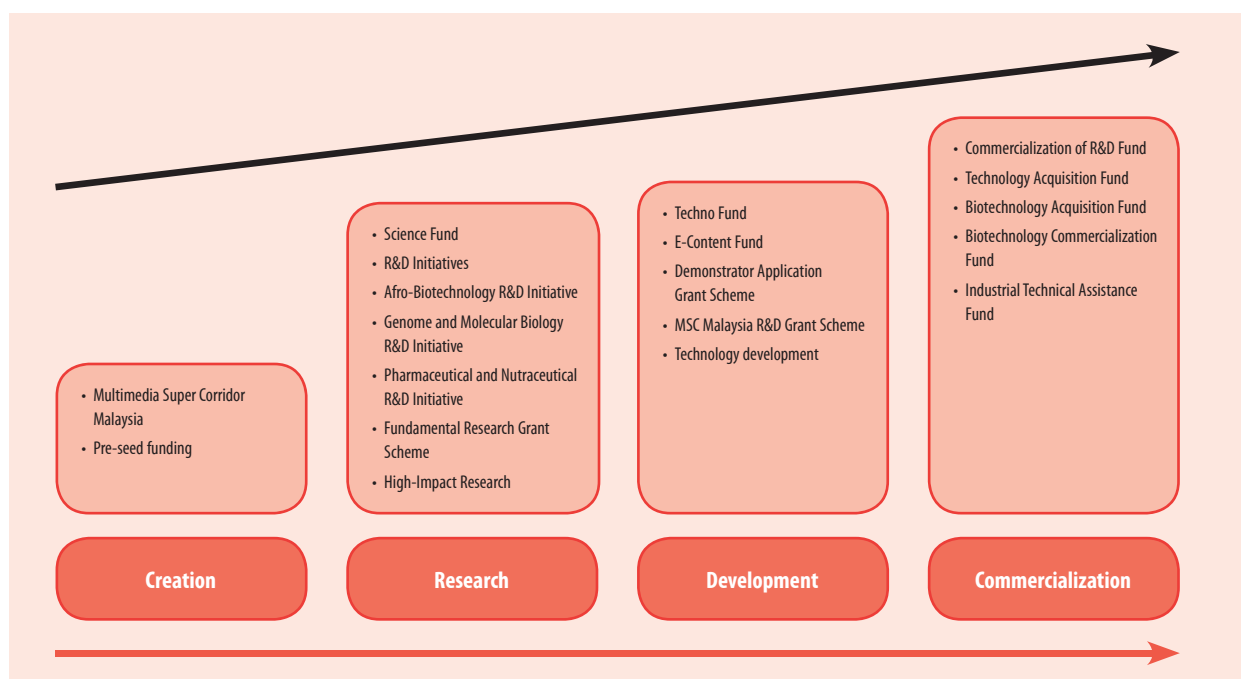 • Multimedia Super Corridor
Malaysia
• Pre-seed funding
Creation
• Science Fund
• R&D Initiatives
• Afro-Biotechnology R&D Initiative
• Genome and Molecular Biology
R&D Initiative
• Pharmaceutical and Nutraceutical
R&D Initiative
• Fundamental Research Grant
Scheme
• High-Impact Research
Research
• Techno Fund
• E-Content Fund
• Demonstrator Application
Grant Scheme
• MSC Malaysia R&D Grant Scheme
• Technology development
Development
• Commercialization of R&D Fund
• Technology Acquisition Fund
• Biotechnology Acquisition Fund
• Biotechnology Commercialization
Fund
• Industrial Technical Assistance
Fund
Commercialization